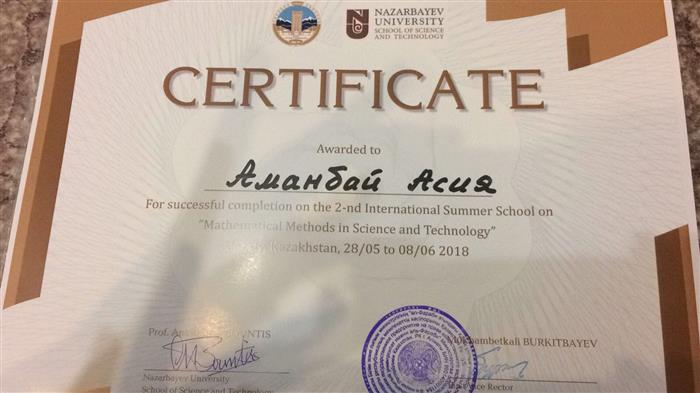 NAZARBAYEV
UNIVERSITY
SCHOOL OF SCIENCE
AND TECHNOLOGY
CERTIFICATE
Awarded to
Аманбай Асия
For successful completion on the 2-nd International Summer School on
"Mathematical Methods in Science and Technology"
Kazakhstan, 28/05 to 08/06 2018
Prof. BOUNTIS
BURKITBAYEV
Nazarbayev University
School of Science and Technology
Rector